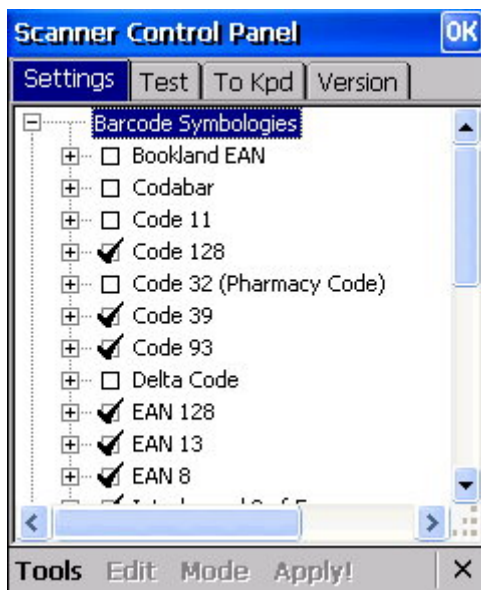 Scanner Control Panel OK
Settings Test To Kpd Version
Barcode Symbologies
Bookland EAN
Codabar
Code 11
Code 128
Code 32 (Pharmacy Code)
Code 39
Code 93
Delta Code
EAN 128
EAN 13
EAN 8
Tools Edit Mode Apply!